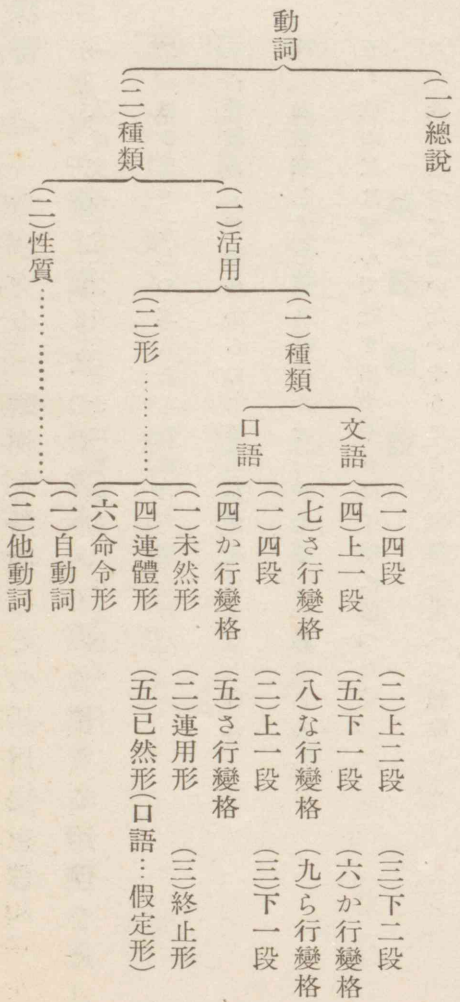 動詞
(一)總說
(二)種類
(一)活用
(一)種類
文語
(一)四段 (二)上二段 (三)下二段
(四)上一段 (五)下一段 (六)か行變格
(七)さ行變格 (八)な行變格 (九)ら行變格
口語
(一)四段 (二)上一段 (三)下一段
(四)か行變格 (五)さ行變格
(二)形…………
(一)未然形 (二)連用形 (三)終止形
(四)連體形 (五)已然形(口語…假定形)
(六)命令形
(二)性質…………………
(一)自動詞
(二)他動詞